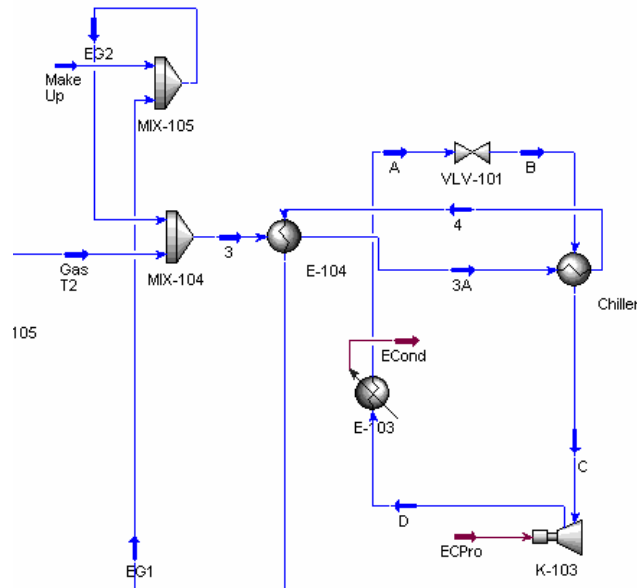 EG2
Make
Up
MIX-105
A
VLV-101
B
4
3
E-104
3A
Gas
T2
MIX-104
Chiller
105
ECond
E-103
C
D
ECPro
K-103
EG1